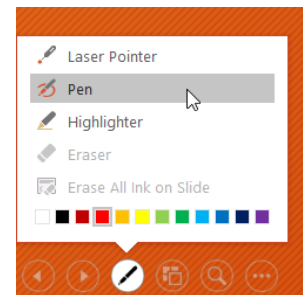 Laser Pointer
Pen
Highlighter
Eraser
Erase All Ink on Slide